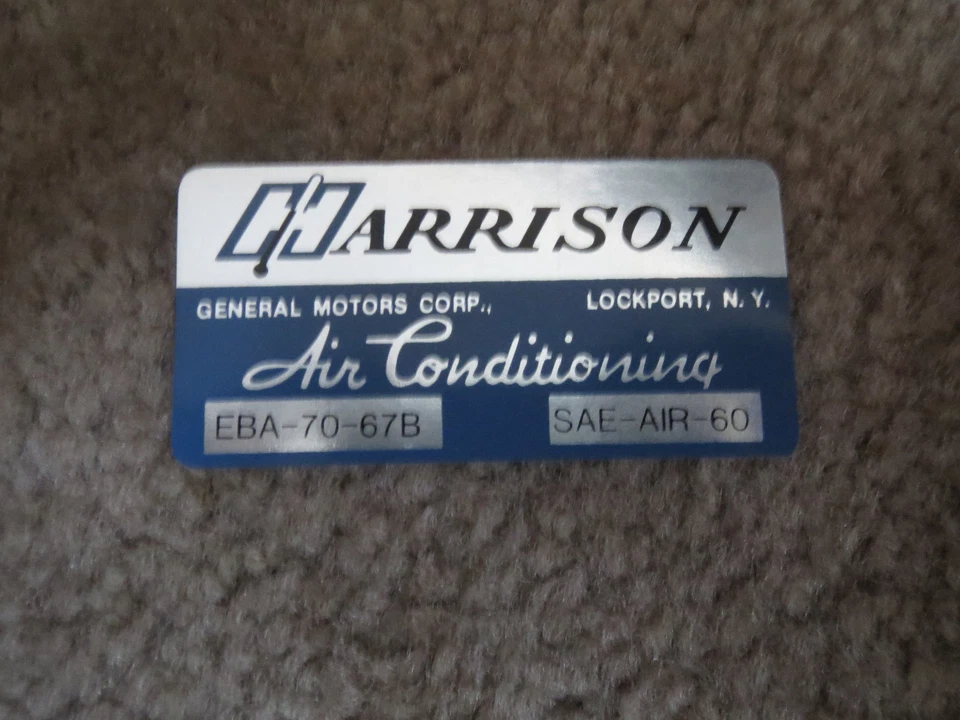 HARRISON
GENERAL MOTORS CORP., LOCKPORT, N. Y.
Air Conditioning
EBA-70-67B SAE-AIR-60